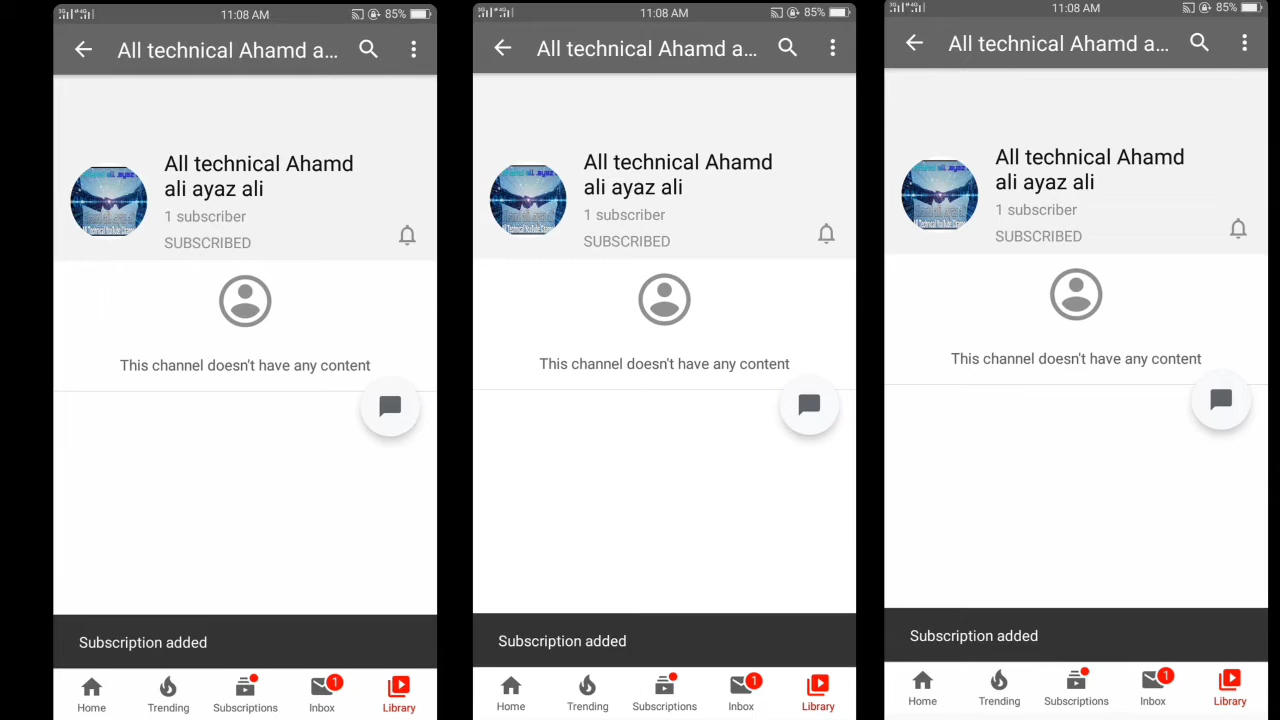 11:08 AM
85%
All technical Ahamd a...
All technical Ahamd
ali ayaz ali
1 subscriber
SUBSCRIBED
This channel doesn't have any content
Subscription added
Home
Trending
Subscriptions
Inbox
1
Library
11:08 AM
85%
All technical Ahamd a...
All technical Ahamd
ali ayaz ali
1 subscriber
SUBSCRIBED
This channel doesn't have any content
Subscription added
Home
Trending
Subscriptions
Inbox
1
Library
11:08 AM
85%
All technical Ahamd a...
All technical Ahamd
ali ayaz ali
1 subscriber
SUBSCRIBED
This channel doesn't have any content
Subscription added
Home
Trending
Subscriptions
Inbox
1
Library